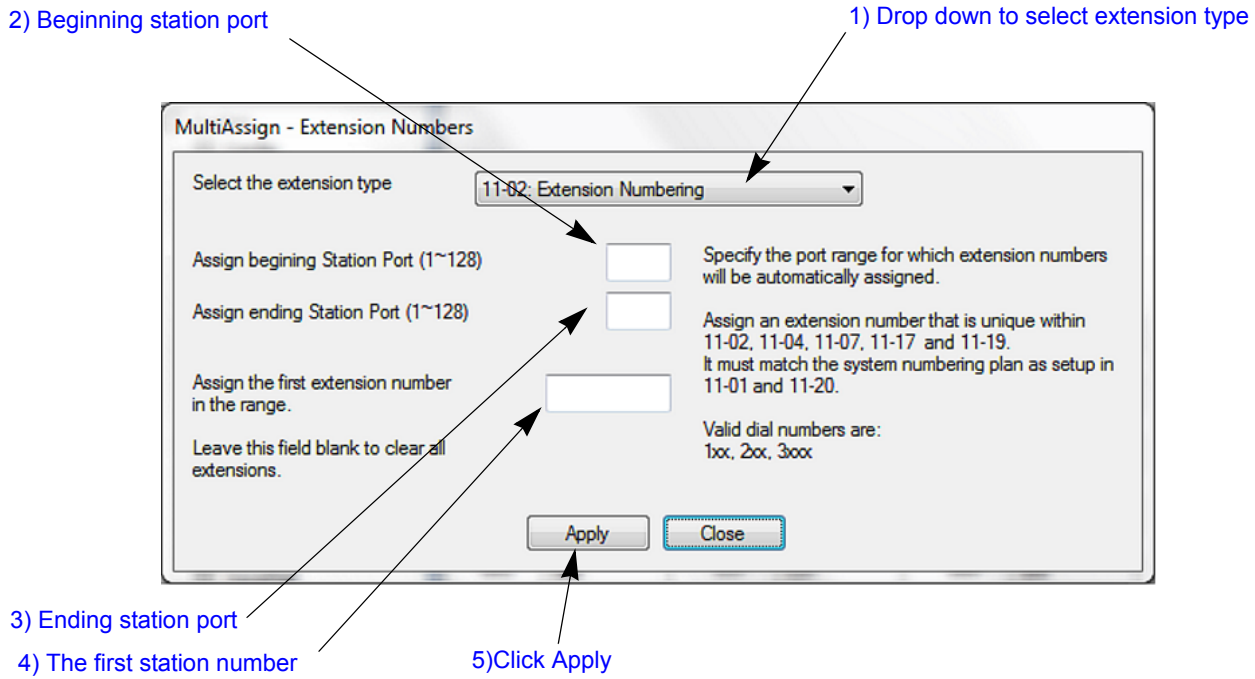 2) Beginning station port
1) Drop down to select extension type
MultiAssign - Extension Numbers
Select the extension type
11-02: Extension Numbering
Assign begining Station Port (1~128)
Assign ending Station Port (1~128)
Assign the first extension number
in the range.
Leave this field blank to clear all
extensions.
Specify the port range for which extension numbers
will be automatically assigned.
Assign an extension number that is unique within
11-02, 11-04, 11-07, 11-17 and 11-19.
It must match the system numbering plan as setup in
11-01 and 11-20.
Valid dial numbers are:
1xx, 2xx, 3xxx
Apply
Close
3) Ending station port
4) The first station number
5)Click Apply